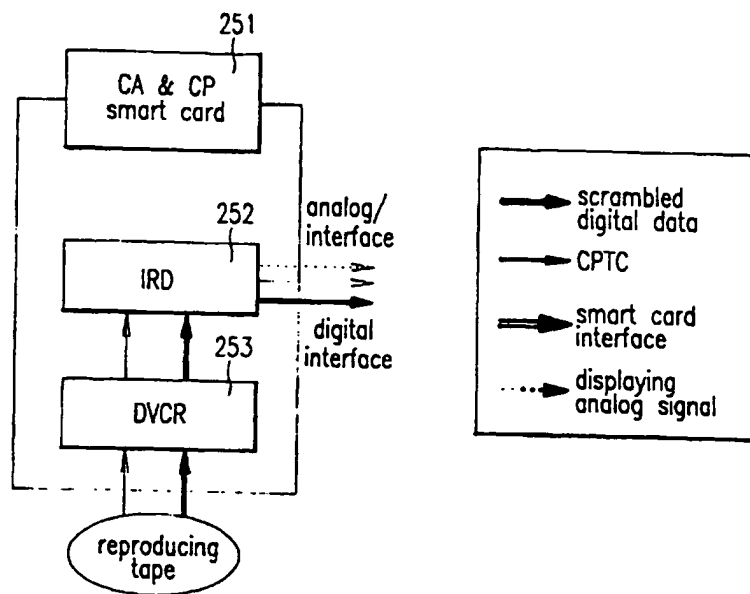 251
CA & CP
smart card
252
analog/
interface
IRD
digital
interface
253
DVCR
reproducing
tape
scrambled
digital data
CPTC
smart card
interface
displaying
analog signal